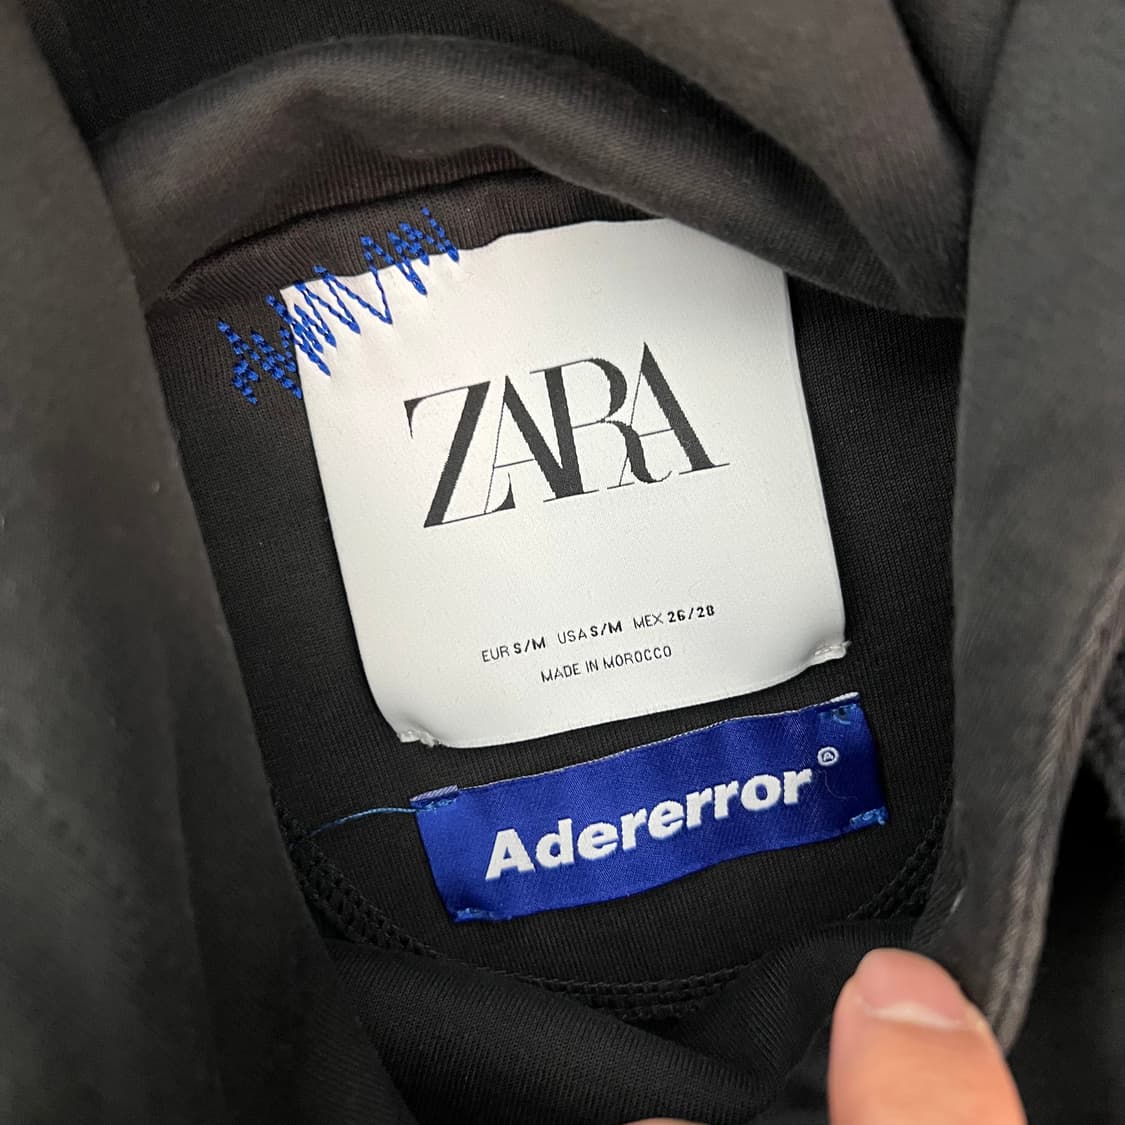 ZARA
EUR S/M USA S/M MEX 26/28
MADE IN MOROCCO
Adererror